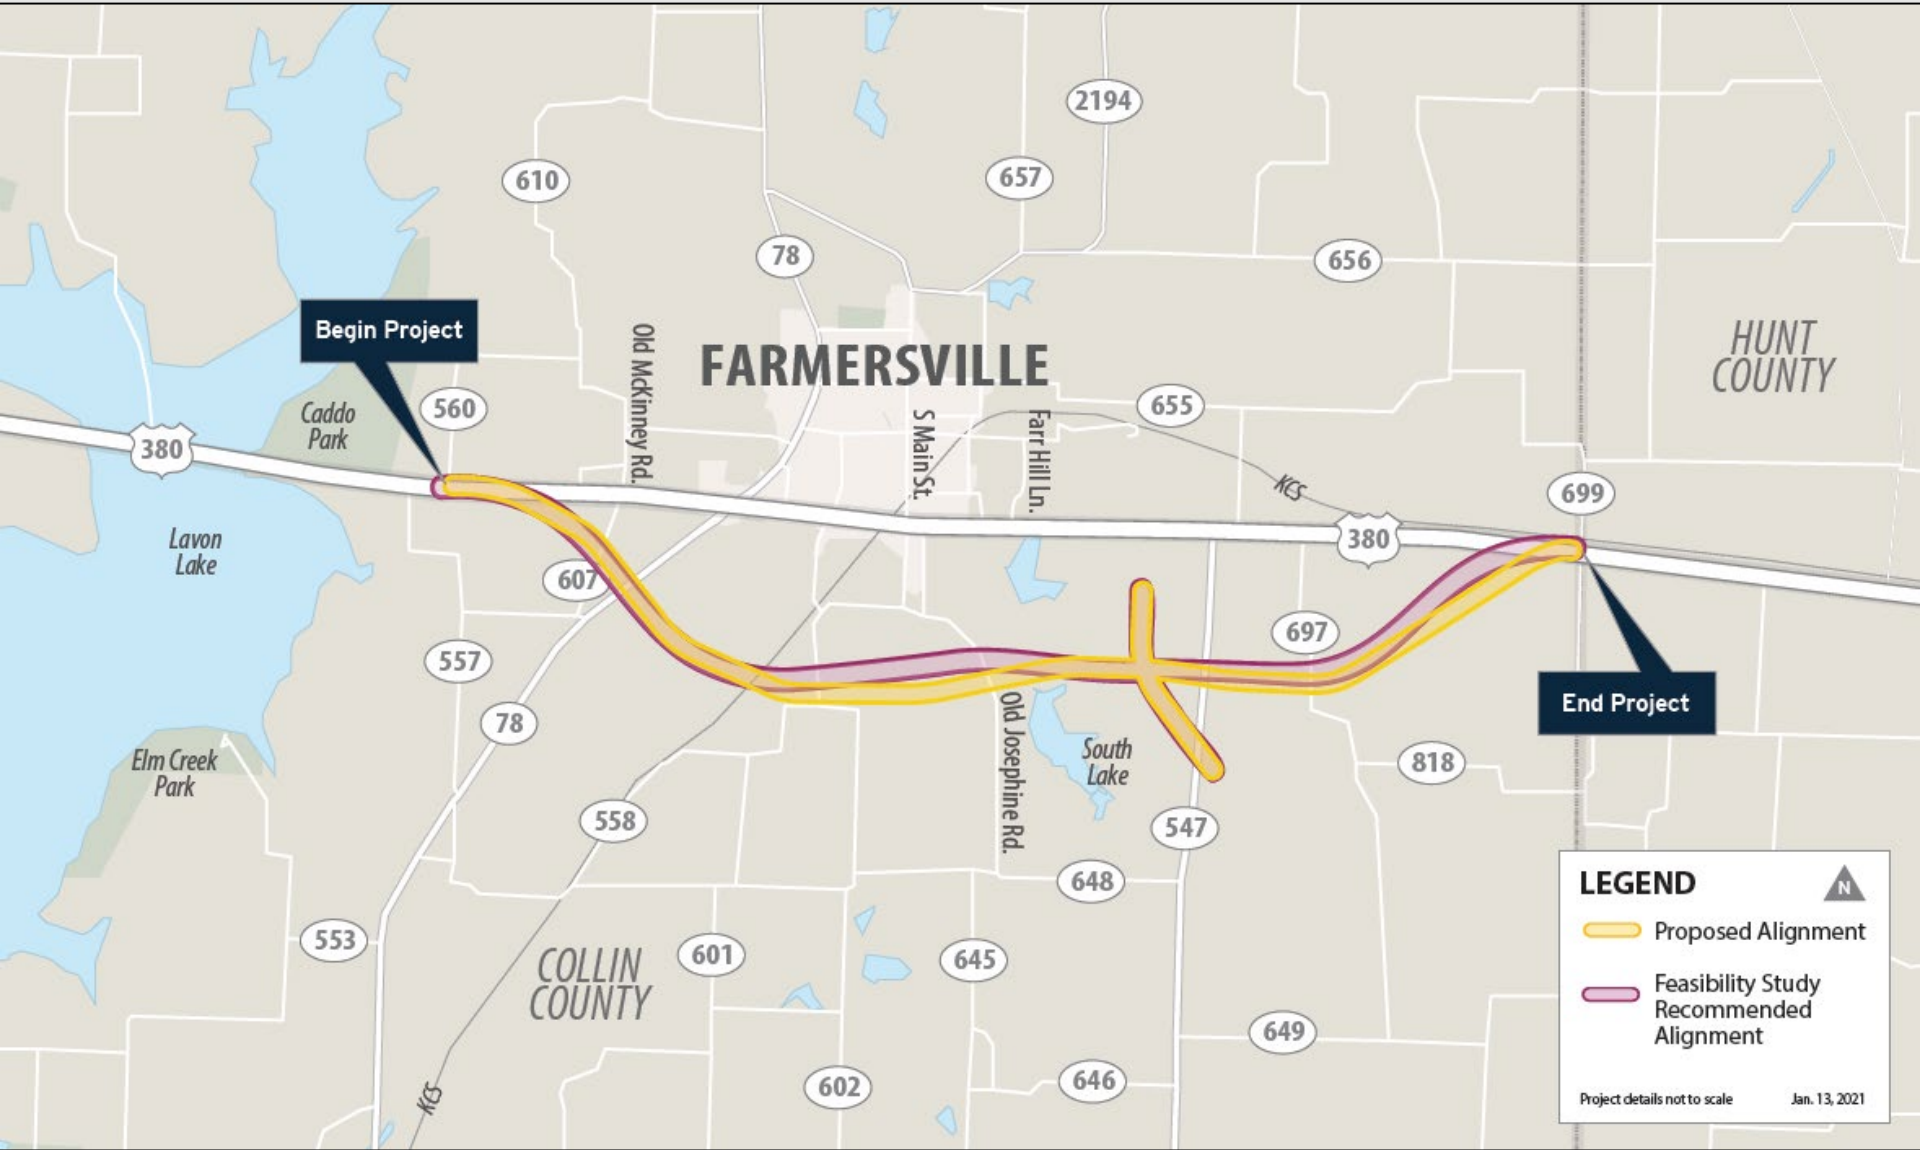 2194
610
657
78
656
Begin Project
HUNT
COUNTY
FARMERSVILLE
Old McKinney Rd.
560
Caddo
Park
655
S Main St.
Farr Hill Ln.
380
KCS
699
380
Lavon
Lake
607
697
557
End Project
78
Old Josephine Rd.
South
Lake
Elm Creek
Park
818
558
547
648
553
COLLIN
COUNTY
601
645
649
KCS
602
646
LEGEND
N
Proposed Alignment
Feasibility Study
Recommended
Alignment
Project details not to scale
Jan. 13, 2021